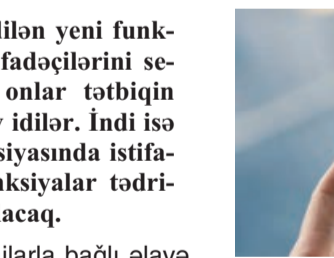 dilən yeni funk-
fadəçilərini se-
onlar tətbiqin
idilər. İndi isə
siyasında istifa-
ksiyalar tədri-
acaq.
ilarla bağlı əlavə